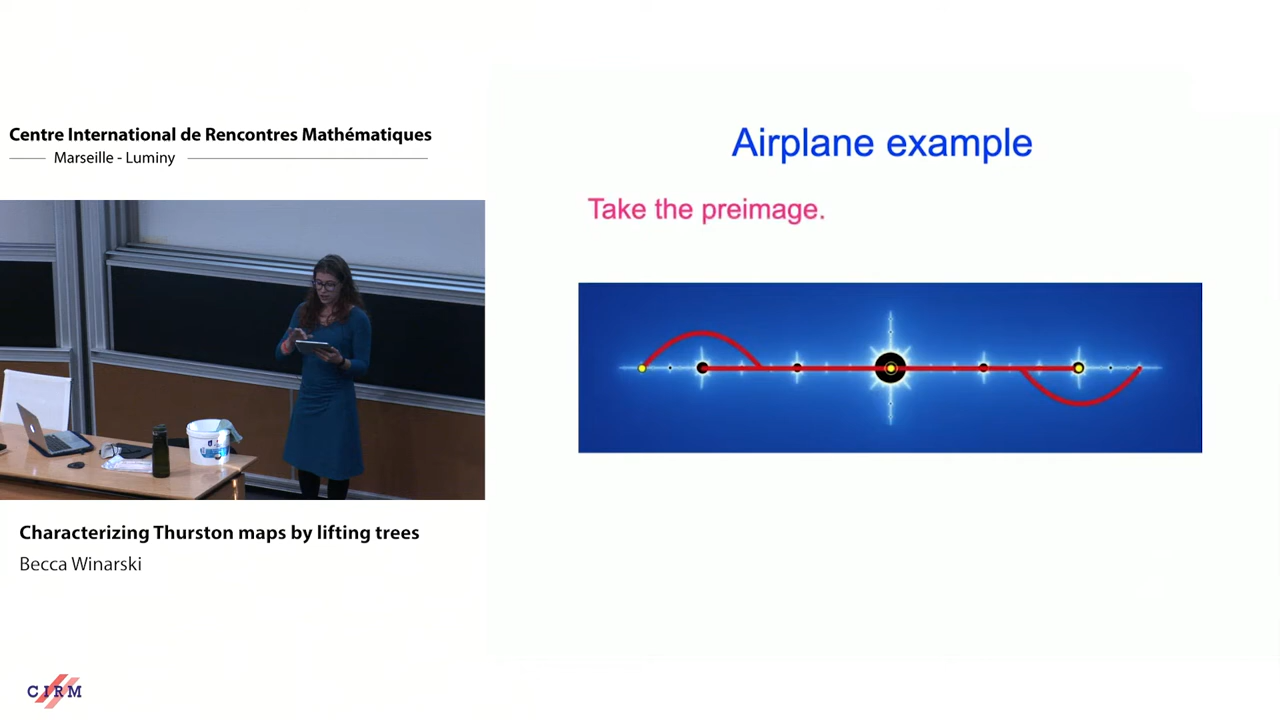 Centre International de Rencontres Mathématiques
Marseille - Luminy
Airplane example
Take the preimage.
Characterizing Thurston maps by lifting trees
Becca Winarski
CIRM